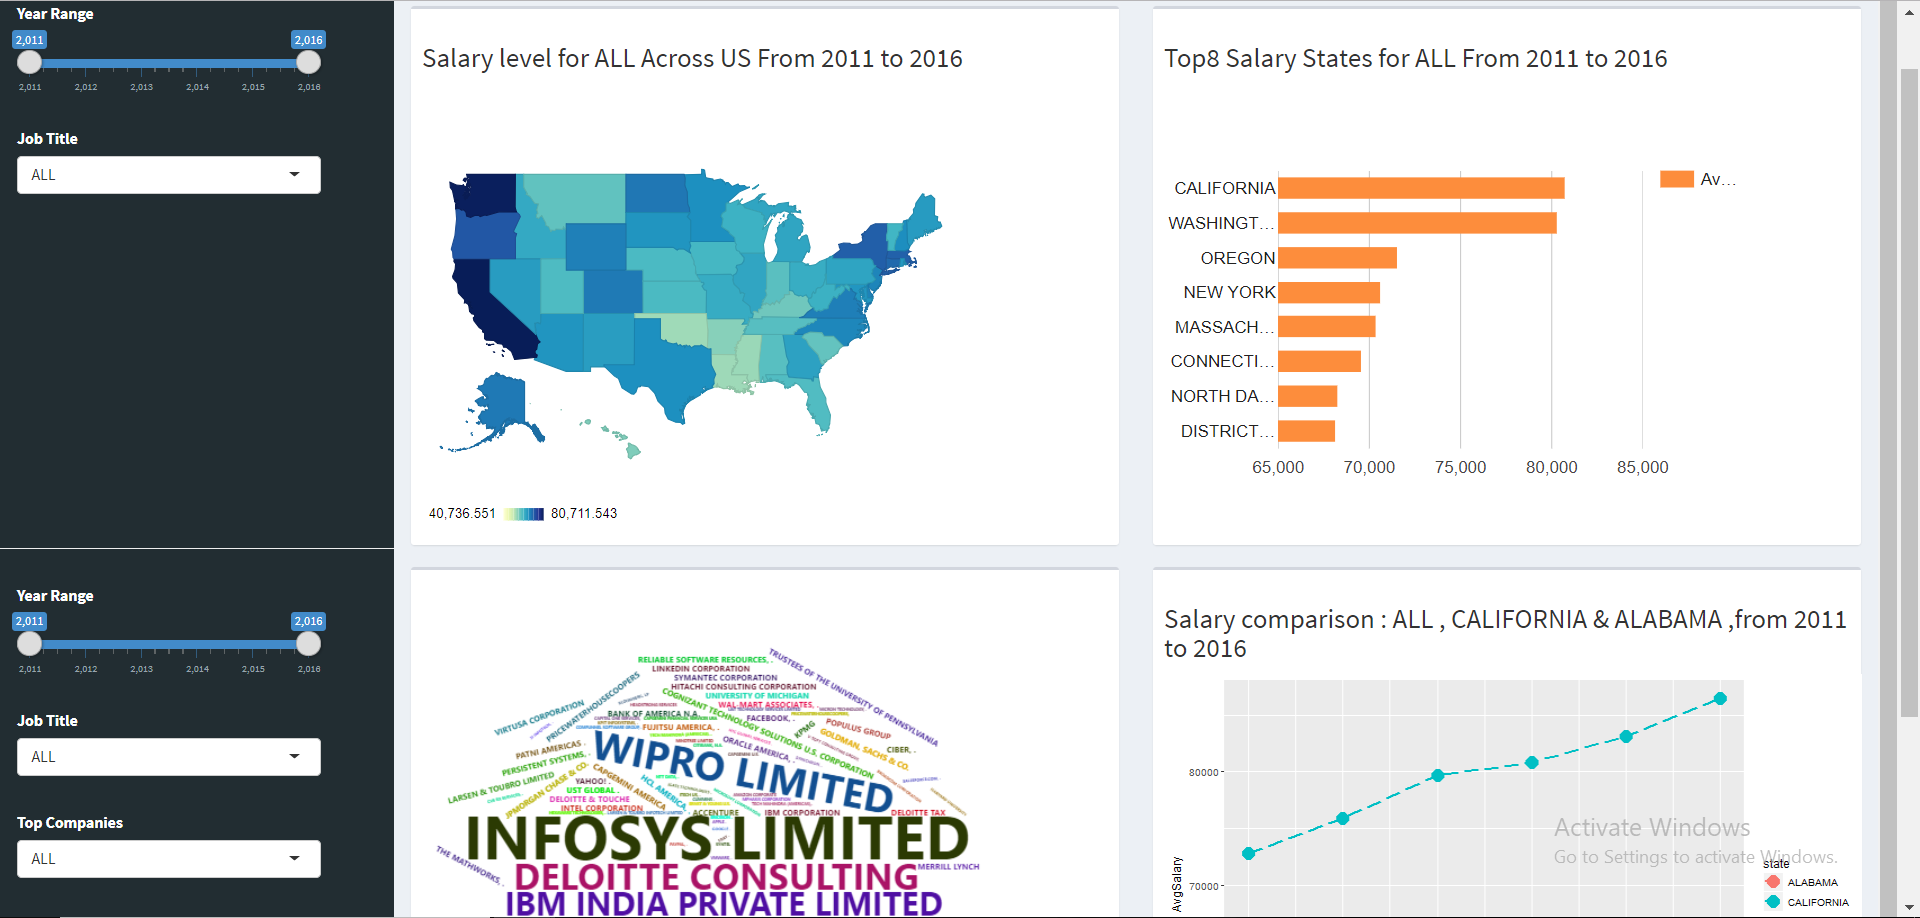 Year Range
2,011 2,016
2,011 2,012 2,013 2,014 2,015 2,016
Job Title
ALL
Salary level for ALL Across US From 2011 to 2016
40,736.551 80,711.543
Top8 Salary States for ALL From 2011 to 2016
CALIFORNIA
WASHINGT…
OREGON
NEW YORK
MASSACH…
CONNECTI…
NORTH DA…
DISTRICT…
65,000 70,000 75,000 80,000 85,000
Av…
Year Range
2,011 2,016
2,011 2,012 2,013 2,014 2,015 2,016
Job Title
ALL
Top Companies
ALL
RELIABLE SOFTWARE RESOURCES, .
LINKEDIN CORPORATION
SYMANTEC CORPORATION
HITACHI CONSULTING CORPORATION
UNIVERSITY OF MICHIGAN
WAL-MART ASSOCIATES, .
TRUSTEES OF THE UNIVERSITY OF PENNSYLVANIA
PRICEWATERHOUSECOOPERS
VIRTUSA CORPORATION
COGNIZANT TECHNOLOGY SOLUTIONS U.S. CORPORATION
BANK OF AMERICA N.A.
FACEBOOK, .
FUJITSU AMERICA, .
KPMG
POPULUS GROUP
GOLDMAN, SACHS & CO.
CIBER, .
ORACLE AMERICA, .
PATNI AMERICAS .
PERSISTENT SYSTEMS, .
LARSEN & TOUBRO LIMITED
JPMORGAN CHASE & CO.
WIPRO LIMITED
CAPGEMINI AMERICA
HCL AMERICA
YAHOO! .
UST GLOBAL .
DELOITTE & TOUCHE
INTEL CORPORATION
ACCENTURE
IBM CORPORATION
DELOITTE TAX
INFOSYS LIMITED
THE MATHWORKS, .
MERRILL LYNCH
DELOITTE CONSULTING
IBM INDIA PRIVATE LIMITED
Salary comparison : ALL , CALIFORNIA & ALABAMA ,from 2011
to 2016
80000
70000
AvgSalary
state
ALABAMA
CALIFORNIA
Activate Windows
Go to Settings to activate Windows.